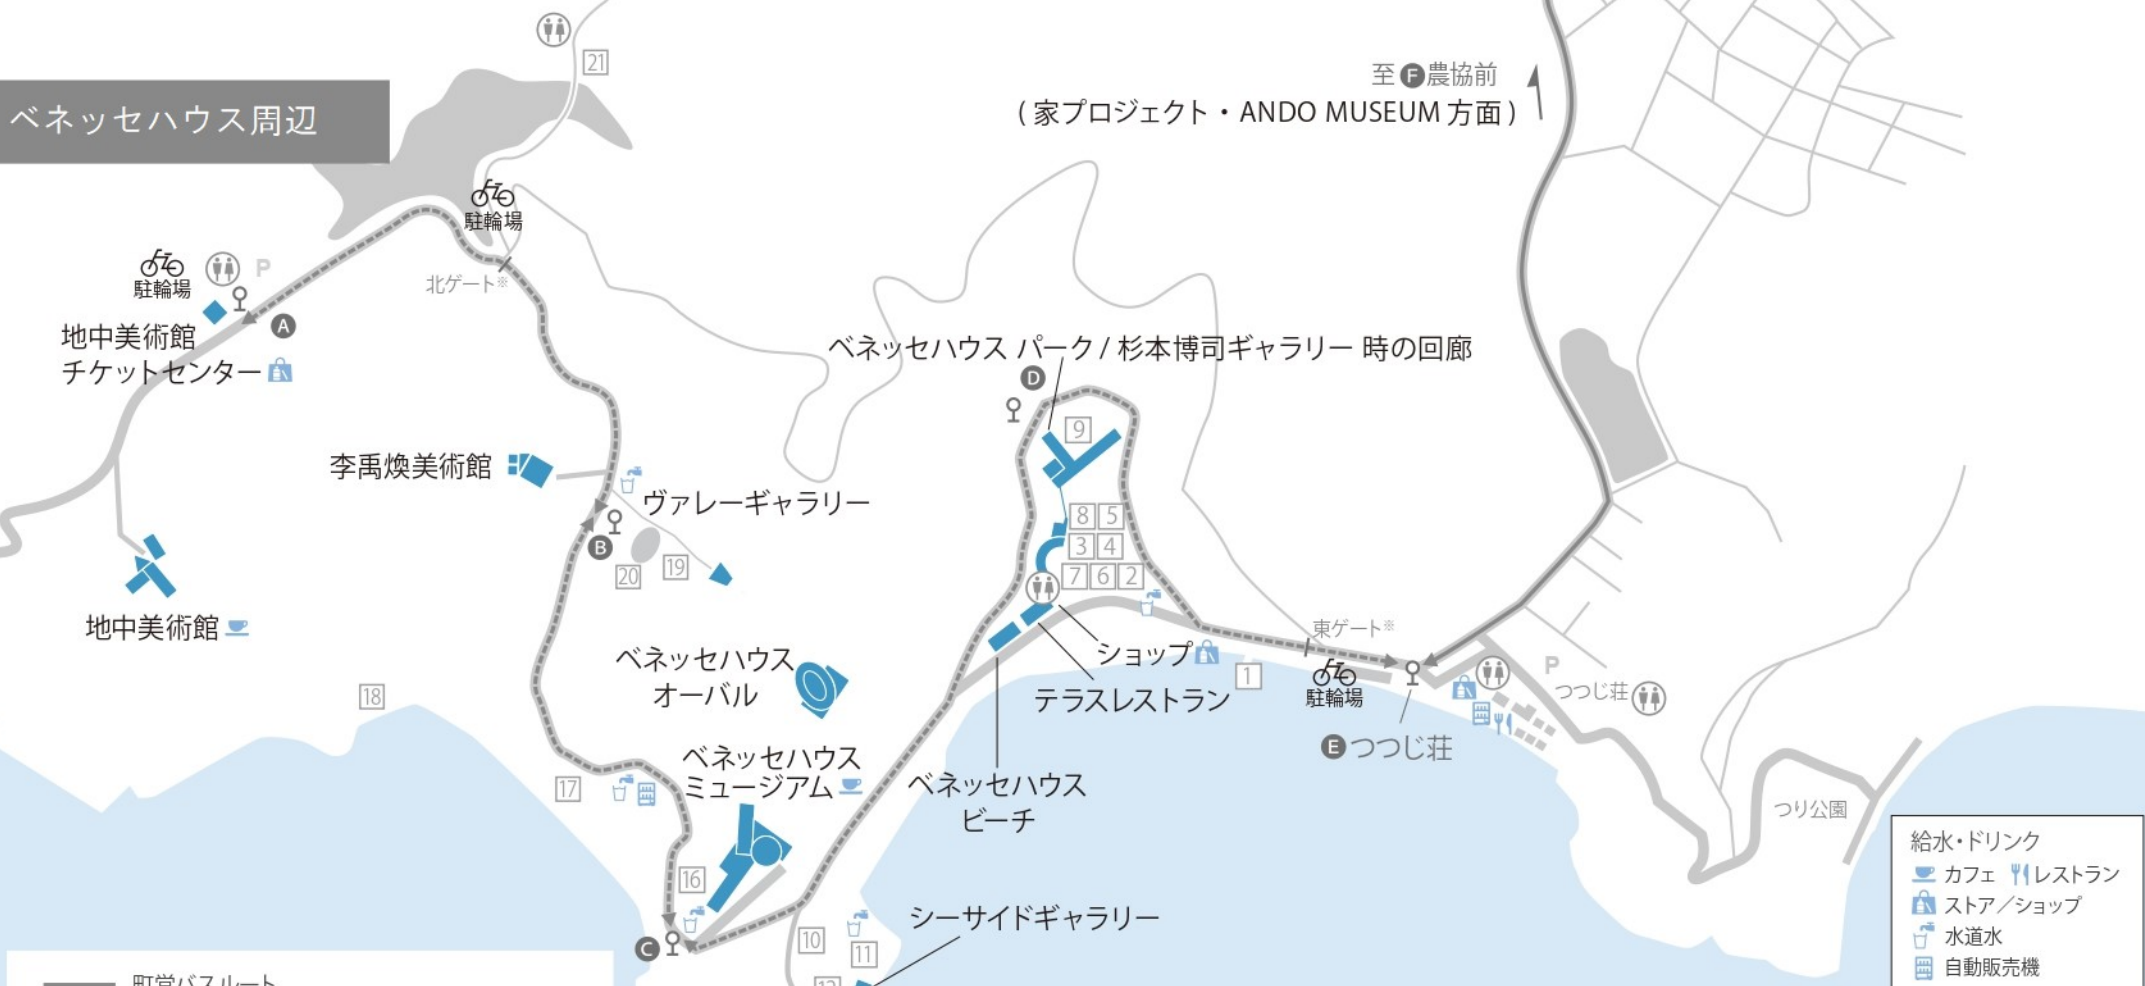 ベネッセハウス周辺
21
至 F 農協前
( 家プロジェクト・ANDO MUSEUM 方面 )
駐輪場
北ゲート※
駐輪場
P
A
地中美術館
チケットセンター
ベネッセハウス パーク / 杉本博司ギャラリー 時の回廊
D
9
李禹煥美術館
ヴァレーギャラリー
B
20
19
8 5
3 4
7 6 2
地中美術館
ベネッセハウス
オーバル
ショップ
テラスレストラン
1
東ゲート※
駐輪場
P
つつじ荘
E つつじ荘
18
17
ベネッセハウス
ミュージアム
ベネッセハウス
ビーチ
つり公園
16
C
10
11
シーサイドギャラリー
給水・ドリンク
カフェ レストラン
ストア／ショップ
水道水
自動販売機
町営バスルート